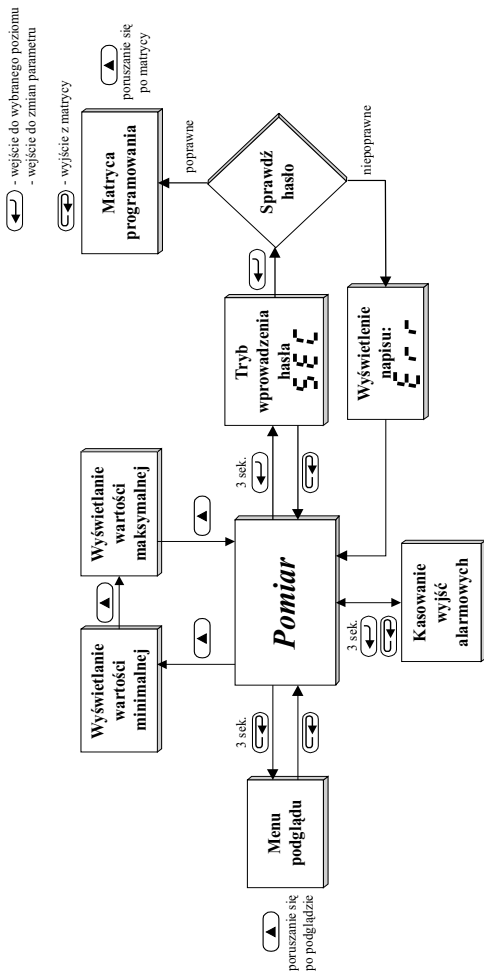 - wejście do wybranego poziomu
- wejście do zmian parametru
- wyjście z matrycy
poruszanie się
po matrycy
Matryca
programowania
poprawne
Sprawdź
hasło
niepoprawne
Tryb
wprowadzenia
hasła
SEC
Wyświetlenie
napisu:
Err
3 sek.
Wyświetlanie
wartości
maksymalnej
Wyświetlanie
wartości
minimalnej
Pomiar
3 sek.
Kasowanie
wyjść
alarmowych
3 sek.
Menu
podglądu
poruszanie się
po podglądzie